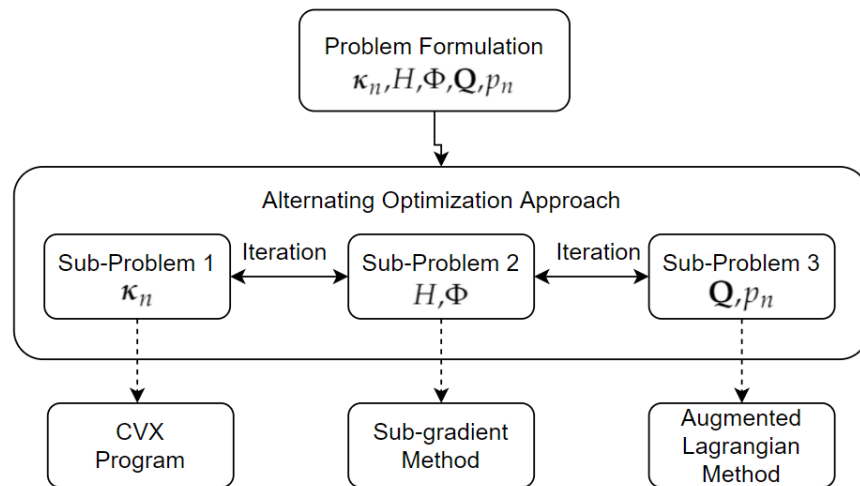 Problem Formulation
𝜿ₙ,H,Φ,𝐐,pₙ
Alternating Optimization Approach
Sub-Problem 1
𝜿ₙ
Iteration
Sub-Problem 2
H,Φ
Iteration
Sub-Problem 3
𝐐,pₙ
CVX
Program
Sub-gradient
Method
Augmented
Lagrangian
Method